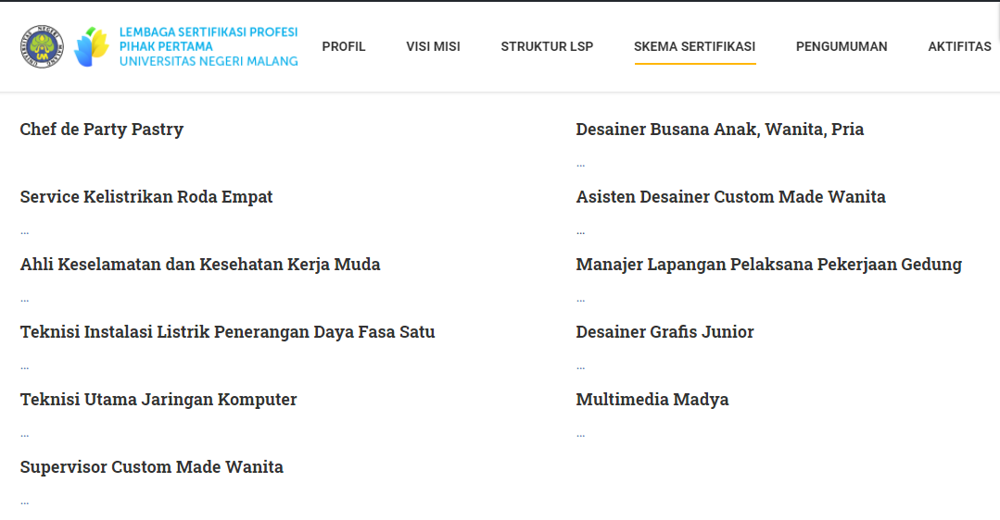 LEMBAGA SERTIFIKASI PROFESI
PIHAK PERTAMA
UNIVERSITAS NEGERI MALANG
PROFIL
VISI MISI
STRUKTUR LSP
SKEMA SERTIFIKASI
PENGUMUMAN
AKTIFITAS
Chef de Party Pastry
Service Kelistrikan Roda Empat
...
Ahli Keselamatan dan Kesehatan Kerja Muda
...
Teknisi Instalasi Listrik Penerangan Daya Fasa Satu
...
Teknisi Utama Jaringan Komputer
...
Supervisor Custom Made Wanita
...
Desainer Busana Anak, Wanita, Pria
...
Asisten Desainer Custom Made Wanita
...
Manajer Lapangan Pelaksana Pekerjaan Gedung
...
Desainer Grafis Junior
...
Multimedia Madya
...